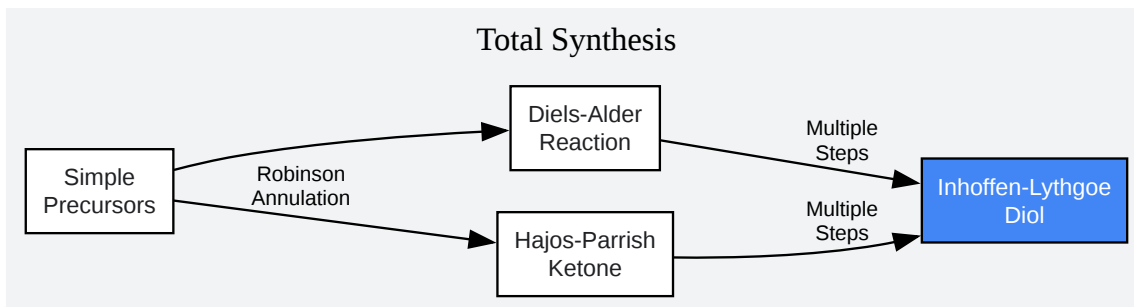 Total Synthesis
Simple
Precursors
Robinson
Annulation
Diels-Alder
Reaction
Hajos-Parrish
Ketone
Multiple
Steps
Multiple
Steps
Inhoffen-Lythgoe
Diol